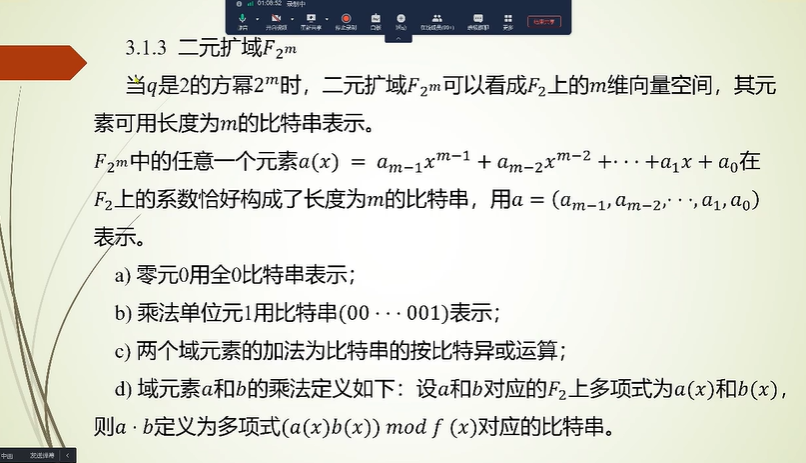 01:08:52 录制中
结束共享
3.1.3 二元扩域$F_{2^m}$
当$q$是2的方幂$2^m$时，二元扩域$F_{2^m}$可以看成$F_2$上的$m$维向量空间，其元
素可用长度为$m$的比特串表示。
$F_{2^m}$中的任意一个元素$a(x) = a_{m-1}x^{m-1} + a_{m-2}x^{m-2} + \cdots + a_1x + a_0$在
$F_2$上的系数恰好构成了长度为$m$的比特串，用$a = (a_{m-1}, a_{m-2}, \cdots, a_1, a_0)$
表示。
a) 零元0用全0比特串表示；
b) 乘法单位元1用比特串$(00 \cdots 001)$表示；
c) 两个域元素的加法为比特串的按比特异或运算；
d) 域元素$a$和$b$的乘法定义如下：设$a$和$b$对应的$F_2$上多项式为$a(x)$和$b(x)$，
则$a \cdot b$定义为多项式$(a(x)b(x))\ mod\ f\ (x)$对应的比特串。